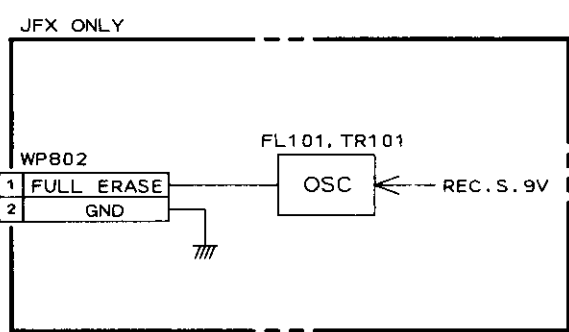 JFX ONLY
FL101, TR101
WP802
1 FULL ERASE
OSC
REC.S.9V
2 GND